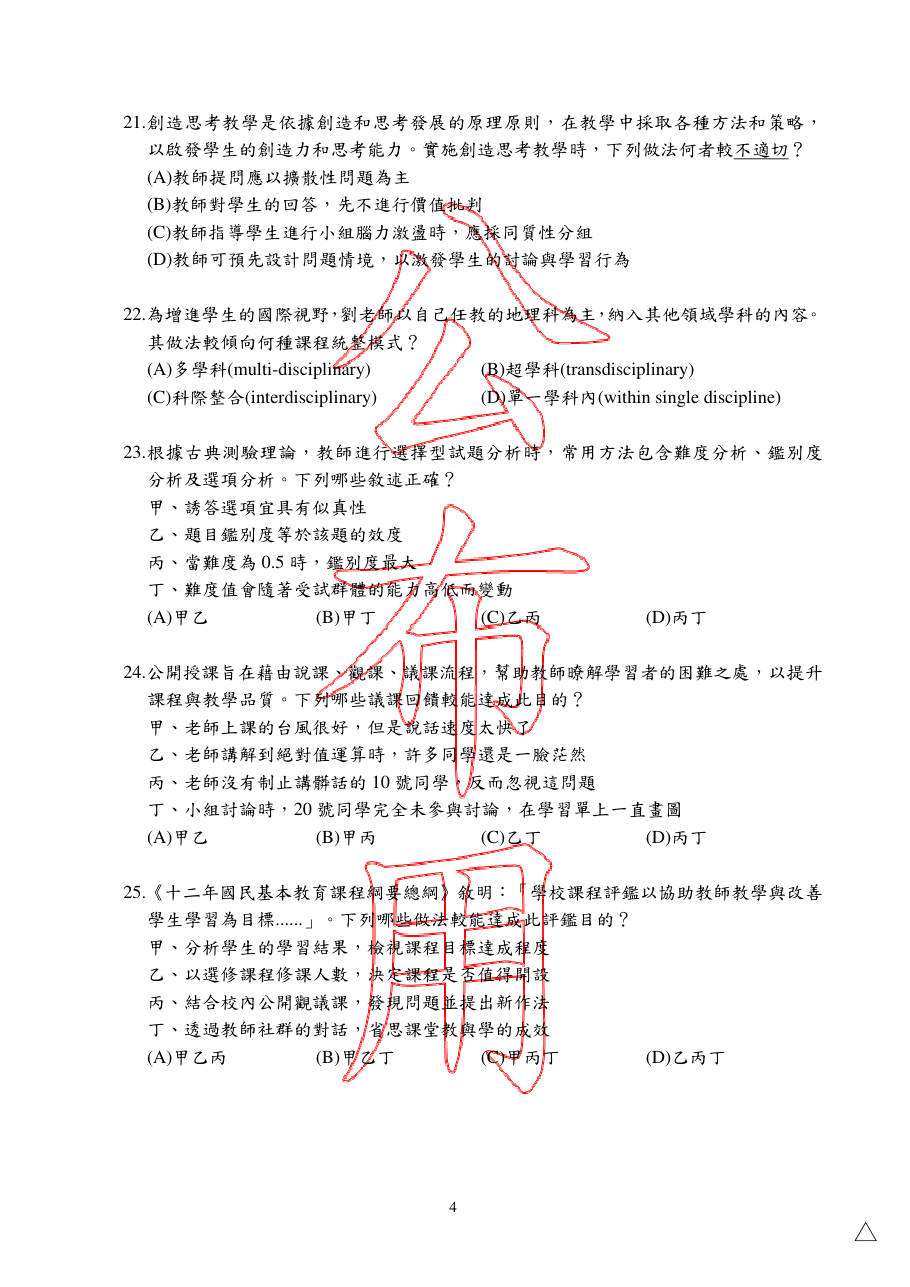 21.創造思考教學是依據創造和思考發展的原理原則，在教學中採取各種方法和策略，
以啟發學生的創造力和思考能力。實施創造思考教學時，下列做法何者較不適切？
(A)教師提問應以擴散性問題為主
(B)教師對學生的回答，先不進行價值批判
(C)教師指導學生進行小組腦力激盪時，應採同質性分組
(D)教師可預先設計問題情境，以激發學生的討論與學習行為
22.為增進學生的國際視野，劉老師以自己任教的地理科為主，納入其他領域學科的內容。
其做法較傾向何種課程統整模式？
(A)多學科(multi-disciplinary) (B)超學科(transdisciplinary)
(C)科際整合(interdisciplinary) (D)單一學科內(within single discipline)
23.根據古典測驗理論，教師進行選擇型試題分析時，常用方法包含難度分析、鑑別度
分析及選項分析。下列哪些敘述正確？
甲、誘答選項宜具有似真性
乙、題目鑑別度等於該題的效度
丙、當難度為 0.5 時，鑑別度最大
丁、難度值會隨著受試群體的能力高低而變動
(A)甲乙 (B)甲丁 (C)乙丙 (D)丙丁
24.公開授課旨在藉由說課、觀課、議課流程，幫助教師瞭解學習者的困難之處，以提升
課程與教學品質。下列哪些議課回饋較能達成此目的？
甲、老師上課的台風很好，但是說話速度太快了
乙、老師講解到絕對值運算時，許多同學還是一臉茫然
丙、老師沒有制止講髒話的 10 號同學，反而忽視這問題
丁、小組討論時，20 號同學完全未參與討論，在學習單上一直畫圖
(A)甲乙 (B)甲丙 (C)乙丁 (D)丙丁
25.《十二年國民基本教育課程綱要總綱》敘明：「學校課程評鑑以協助教師教學與改善
學生學習為目標......」。下列哪些做法較能達成此評鑑目的？
甲、分析學生的學習結果，檢視課程目標達成程度
乙、以選修課程修課人數，決定課程是否值得開設
丙、結合校內公開觀議課，發現問題並提出新作法
丁、透過教師社群的對話，省思課堂教與學的成效
(A)甲乙丙 (B)甲乙丁 (C)甲丙丁 (D)乙丙丁
公布用
4